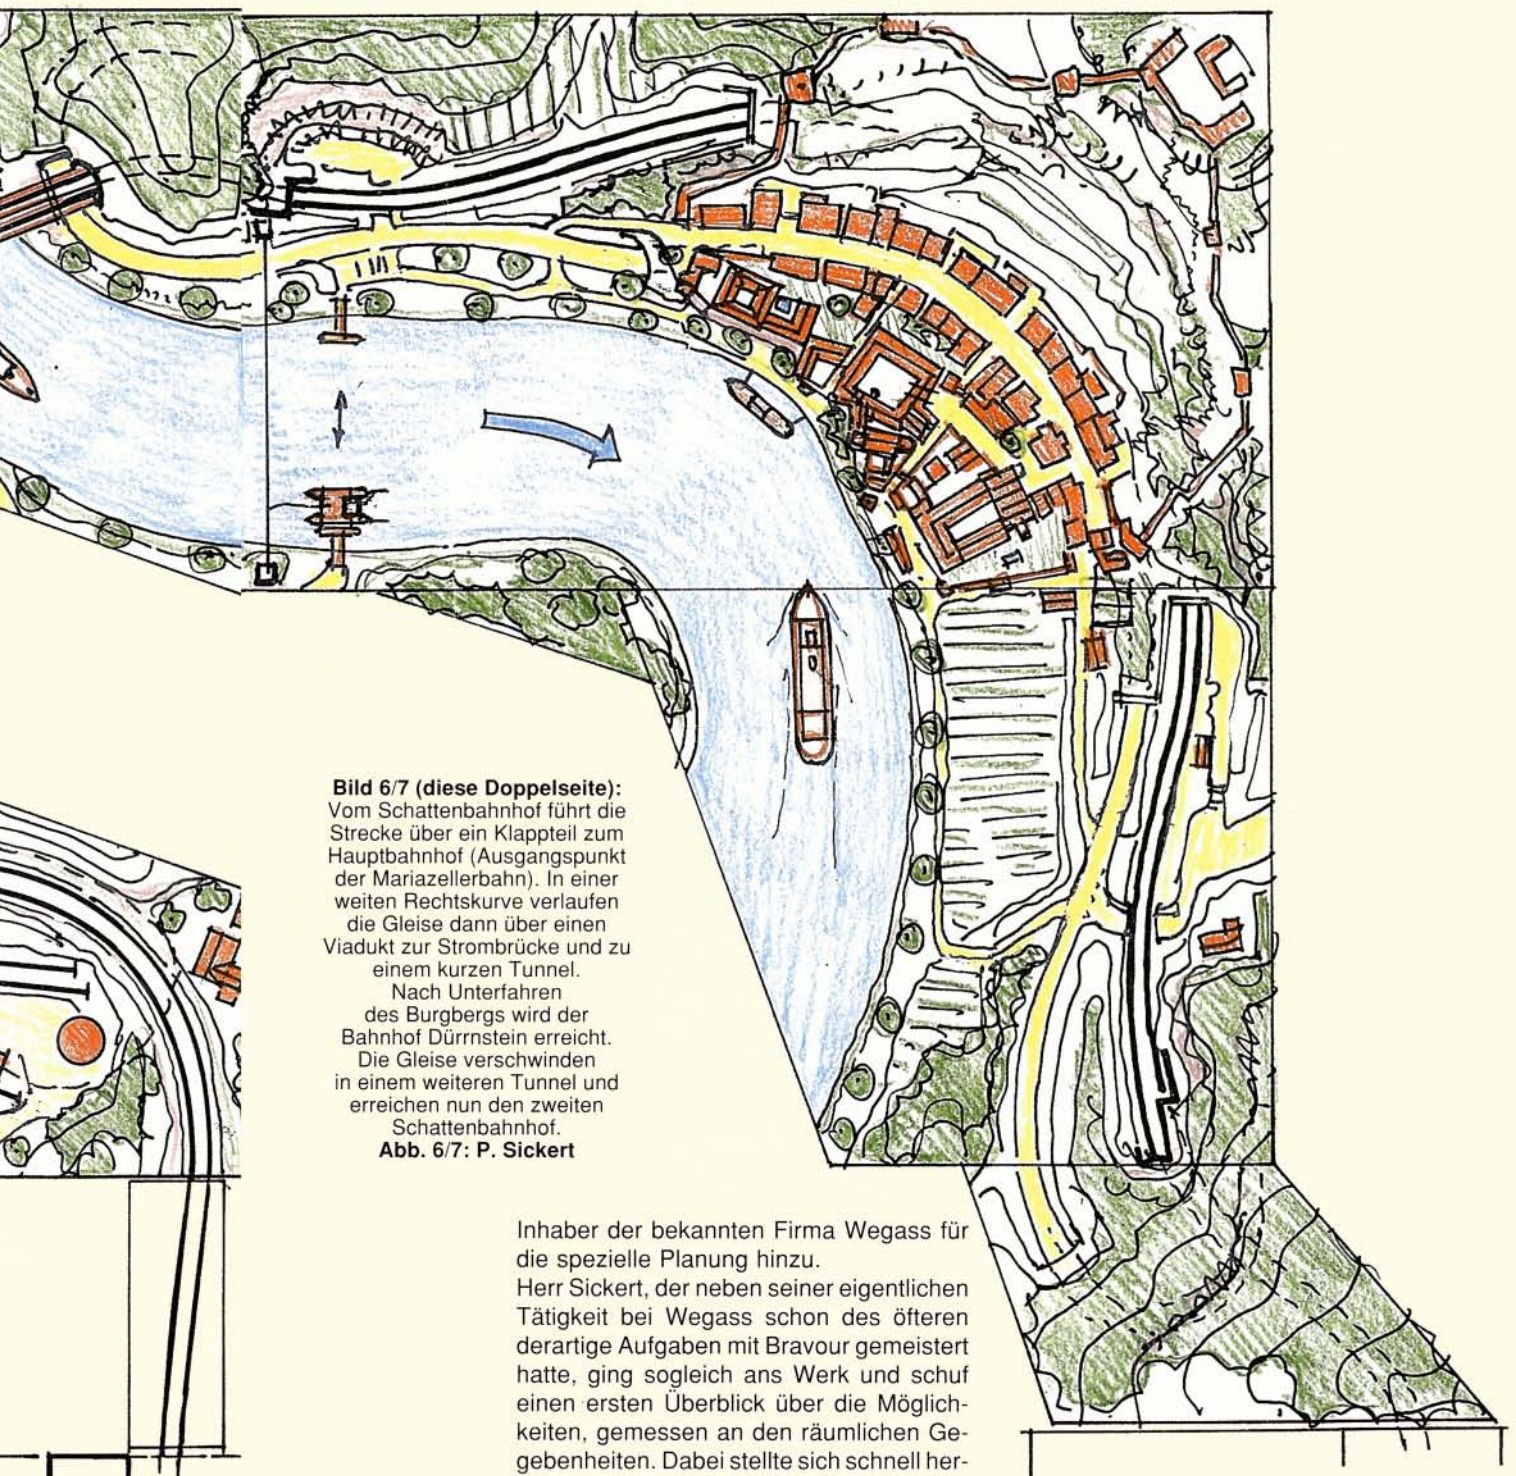 Bild 6/7 (diese Doppelseite):
Vom Schattenbahnhof führt die
Strecke über ein Klappteil zum
Hauptbahnhof (Ausgangspunkt
der Mariazellerbahn). In einer
weiten Rechtskurve verlaufen
die Gleise dann über einen
Viadukt zur Strombrücke und zu
einem kurzen Tunnel.
Nach Unterfahren
des Burgbergs wird der
Bahnhof Dürrnstein erreicht.
Die Gleise verschwinden
in einem weiteren Tunnel und
erreichen nun den zweiten
Schattenbahnhof.
Abb. 6/7: P. Sickert
Inhaber der bekannten Firma Wegass für
die spezielle Planung hinzu.
Herr Sickert, der neben seiner eigentlichen
Tätigkeit bei Wegass schon des öfteren
derartige Aufgaben mit Bravour gemeistert
hatte, ging sogleich ans Werk und schuf
einen ersten Überblick über die Möglich-
keiten, gemessen an den räumlichen Ge-
gebenheiten. Dabei stellte sich schnell her-